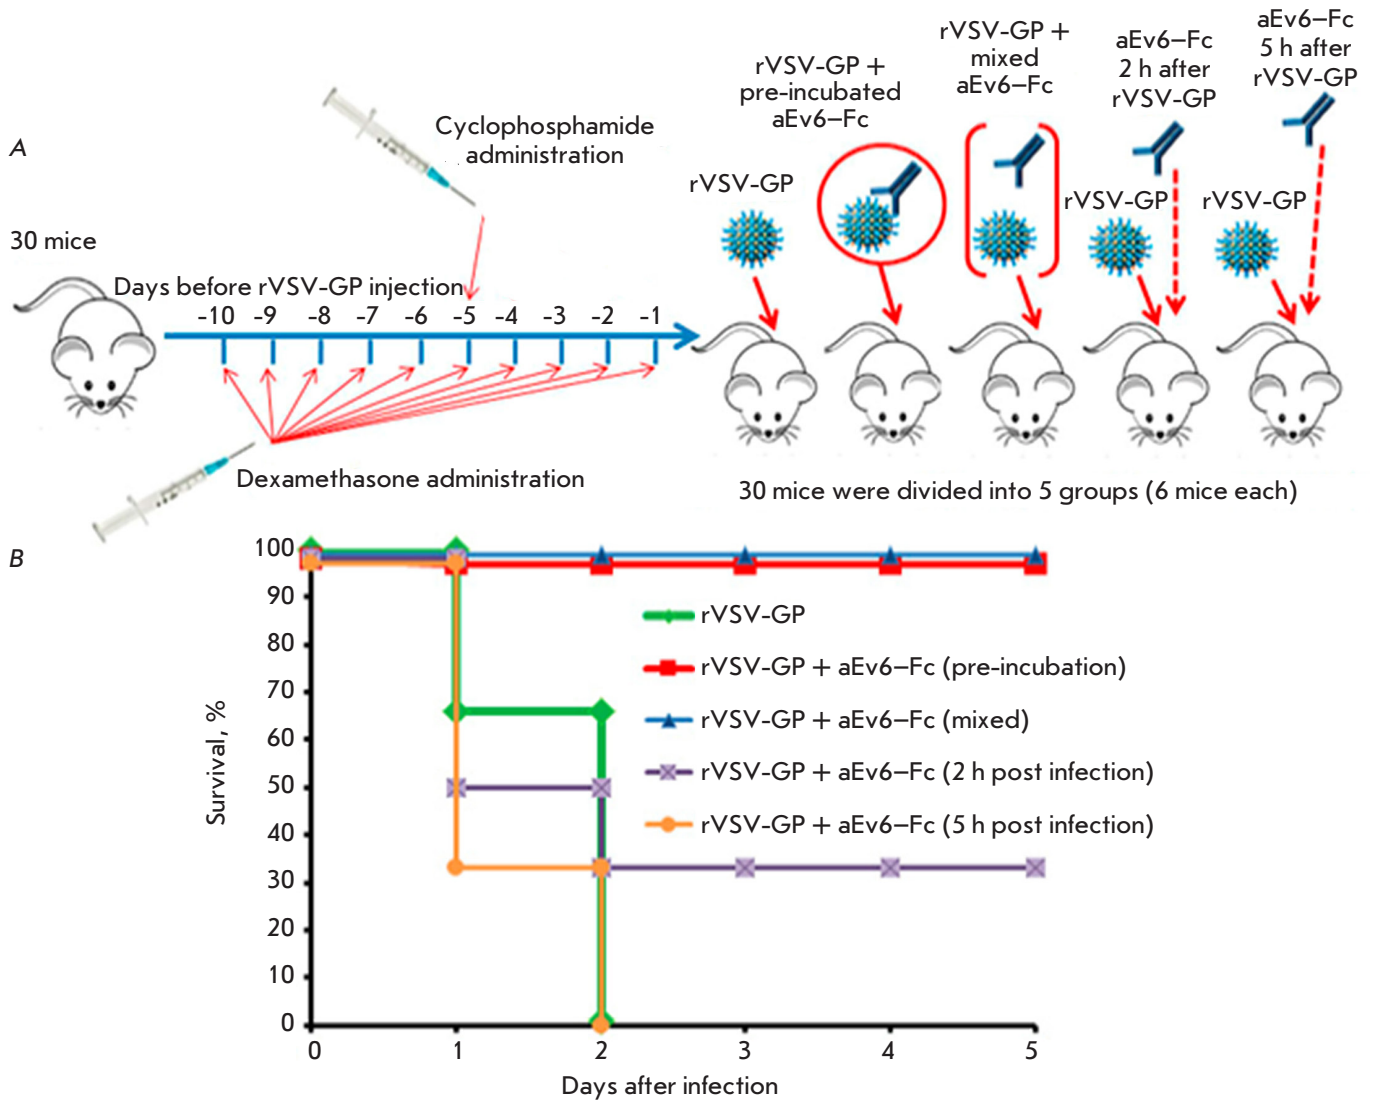 A
30 mice
Cyclophosphamide
administration
Days before rVSV-GP injection
-10 -9 -8 -7 -6 -5 -4 -3 -2 -1
Dexamethasone administration
rVSV-GP
rVSV-GP +
pre-incubated
aEv6–Fc
rVSV-GP +
mixed
aEv6–Fc
aEv6–Fc
2 h after
rVSV-GP
rVSV-GP
aEv6–Fc
5 h after
rVSV-GP
rVSV-GP
30 mice were divided into 5 groups (6 mice each)
B
Survival, %
100
90
80
70
60
50
40
30
20
10
0
0 1 2 3 4 5
Days after infection
rVSV-GP
rVSV-GP + aEv6–Fc (pre-incubation)
rVSV-GP + aEv6–Fc (mixed)
rVSV-GP + aEv6–Fc (2 h post infection)
rVSV-GP + aEv6–Fc (5 h post infection)